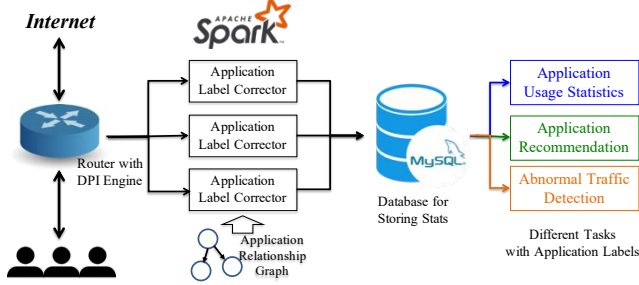 Internet
APACHE
Spark
Router with
DPI Engine
Application
Label Corrector
Application
Label Corrector
Application
Label Corrector
Application
Relationship
Graph
MySQL
Database for
Storing Stats
Application
Usage Statistics
Application
Recommendation
Abnormal Traffic
Detection
Different Tasks
with Application Labels